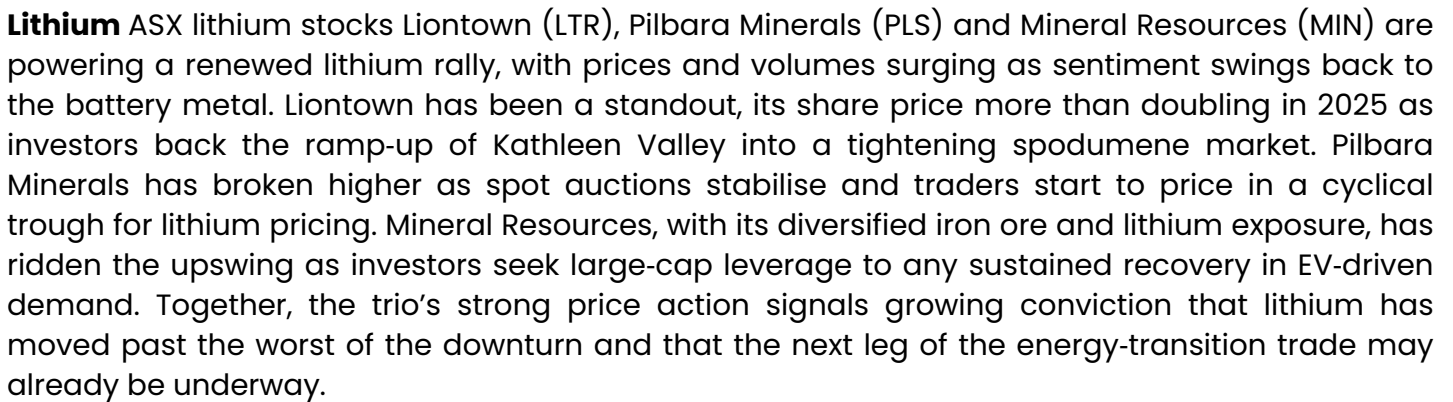 Lithium ASX lithium stocks Liontown (LTR), Pilbara Minerals (PLS) and Mineral Resources (MIN) are
powering a renewed lithium rally, with prices and volumes surging as sentiment swings back to
the battery metal. Liontown has been a standout, its share price more than doubling in 2025 as
investors back the ramp-up of Kathleen Valley into a tightening spodumene market. Pilbara
Minerals has broken higher as spot auctions stabilise and traders start to price in a cyclical
trough for lithium pricing. Mineral Resources, with its diversified iron ore and lithium exposure, has
ridden the upswing as investors seek large-cap leverage to any sustained recovery in EV-driven
demand. Together, the trio’s strong price action signals growing conviction that lithium has
moved past the worst of the downturn and that the next leg of the energy-transition trade may
already be underway.